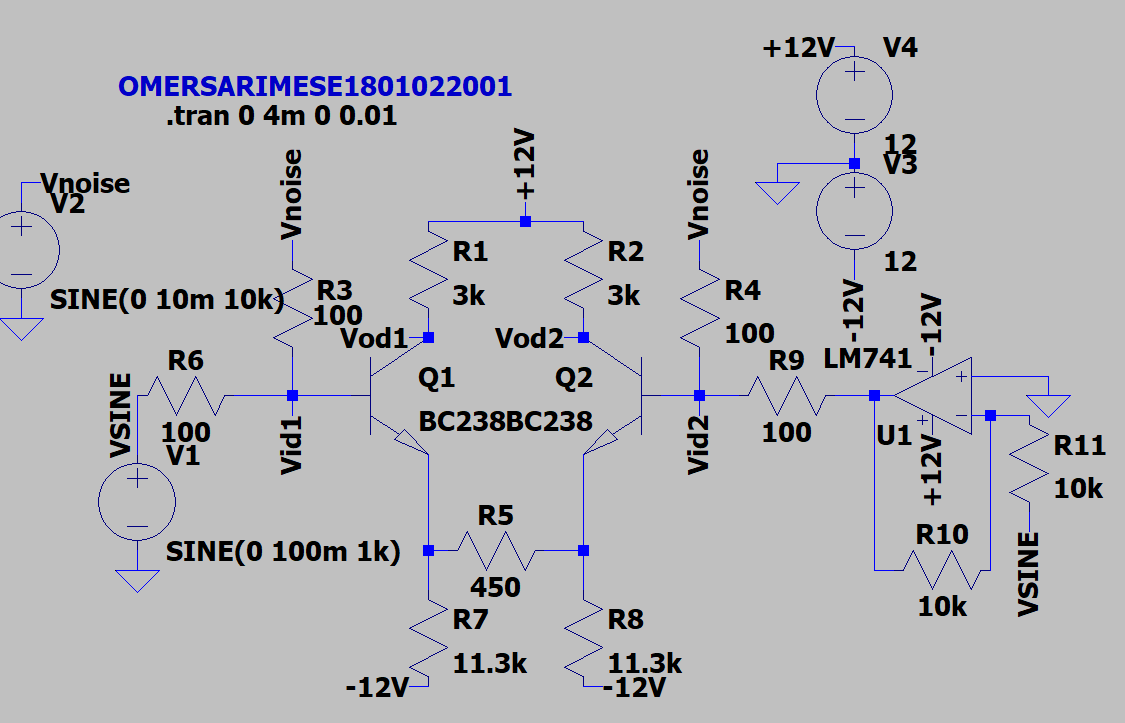 +12V
V4
OMERSARIMESE1801022001
.tran 0 4m 0 0.01
12
V3
Vnoise
V2
Vnoise
+12V
Vnoise
R1
3k
R2
3k
12
SINE(0 10m 10k)
R3
100
R4
100
-12V
-12V
Vod1
Vod2
R6
100
VSINE
V1
Q1
Q2
BC238
BC238
R9
100
LM741
U1
+12V
R11
10k
Vid1
Vid2
SINE(0 100m 1k)
R5
450
R10
10k
VSINE
R7
11.3k
R8
11.3k
-12V
-12V